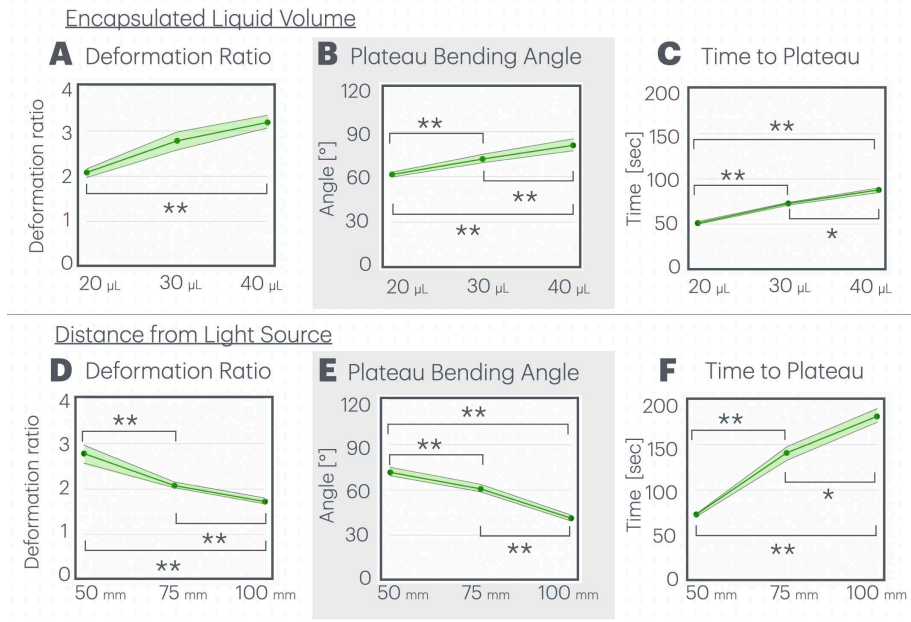 Encapsulated Liquid Volume
A Deformation Ratio
Deformation ratio
4
3
2
1
0
**
20 µL 30 µL 40 µL
B Plateau Bending Angle
Angle [°]
120
90
60
30
0
**
**
**
20 µL 30 µL 40 µL
C Time to Plateau
Time [sec]
200
150
100
50
0
**
**
*
20 µL 30 µL 40 µL
Distance from Light Source
D Deformation Ratio
Deformation ratio
4
3
2
1
0
**
**
**
50 mm 75 mm 100 mm
E Plateau Bending Angle
Angle [°]
120
90
60
30
0
**
**
**
50 mm 75 mm 100 mm
F Time to Plateau
Time [sec]
200
150
100
50
0
**
*
**
50 mm 75 mm 100 mm